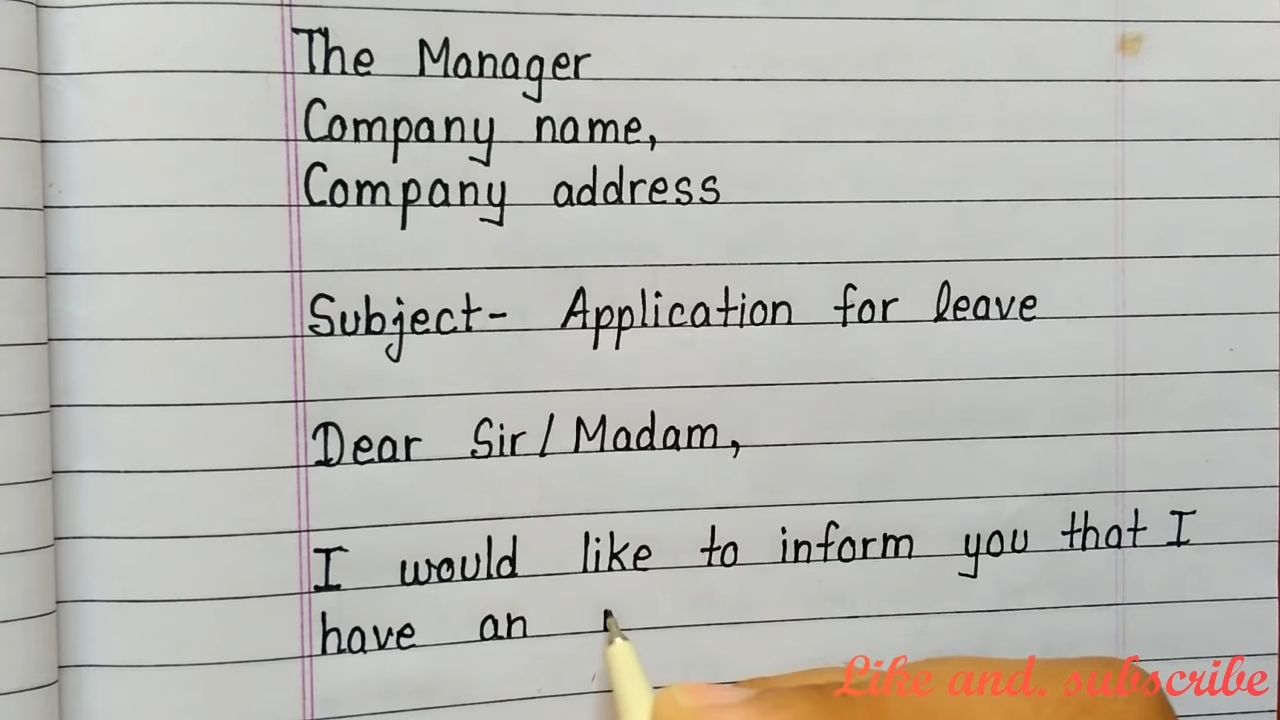 The Manager
Company name,
Company address
Subject- Application for leave
Dear Sir/Madam,
I would like to inform you that I
have an
Like and. subscribe